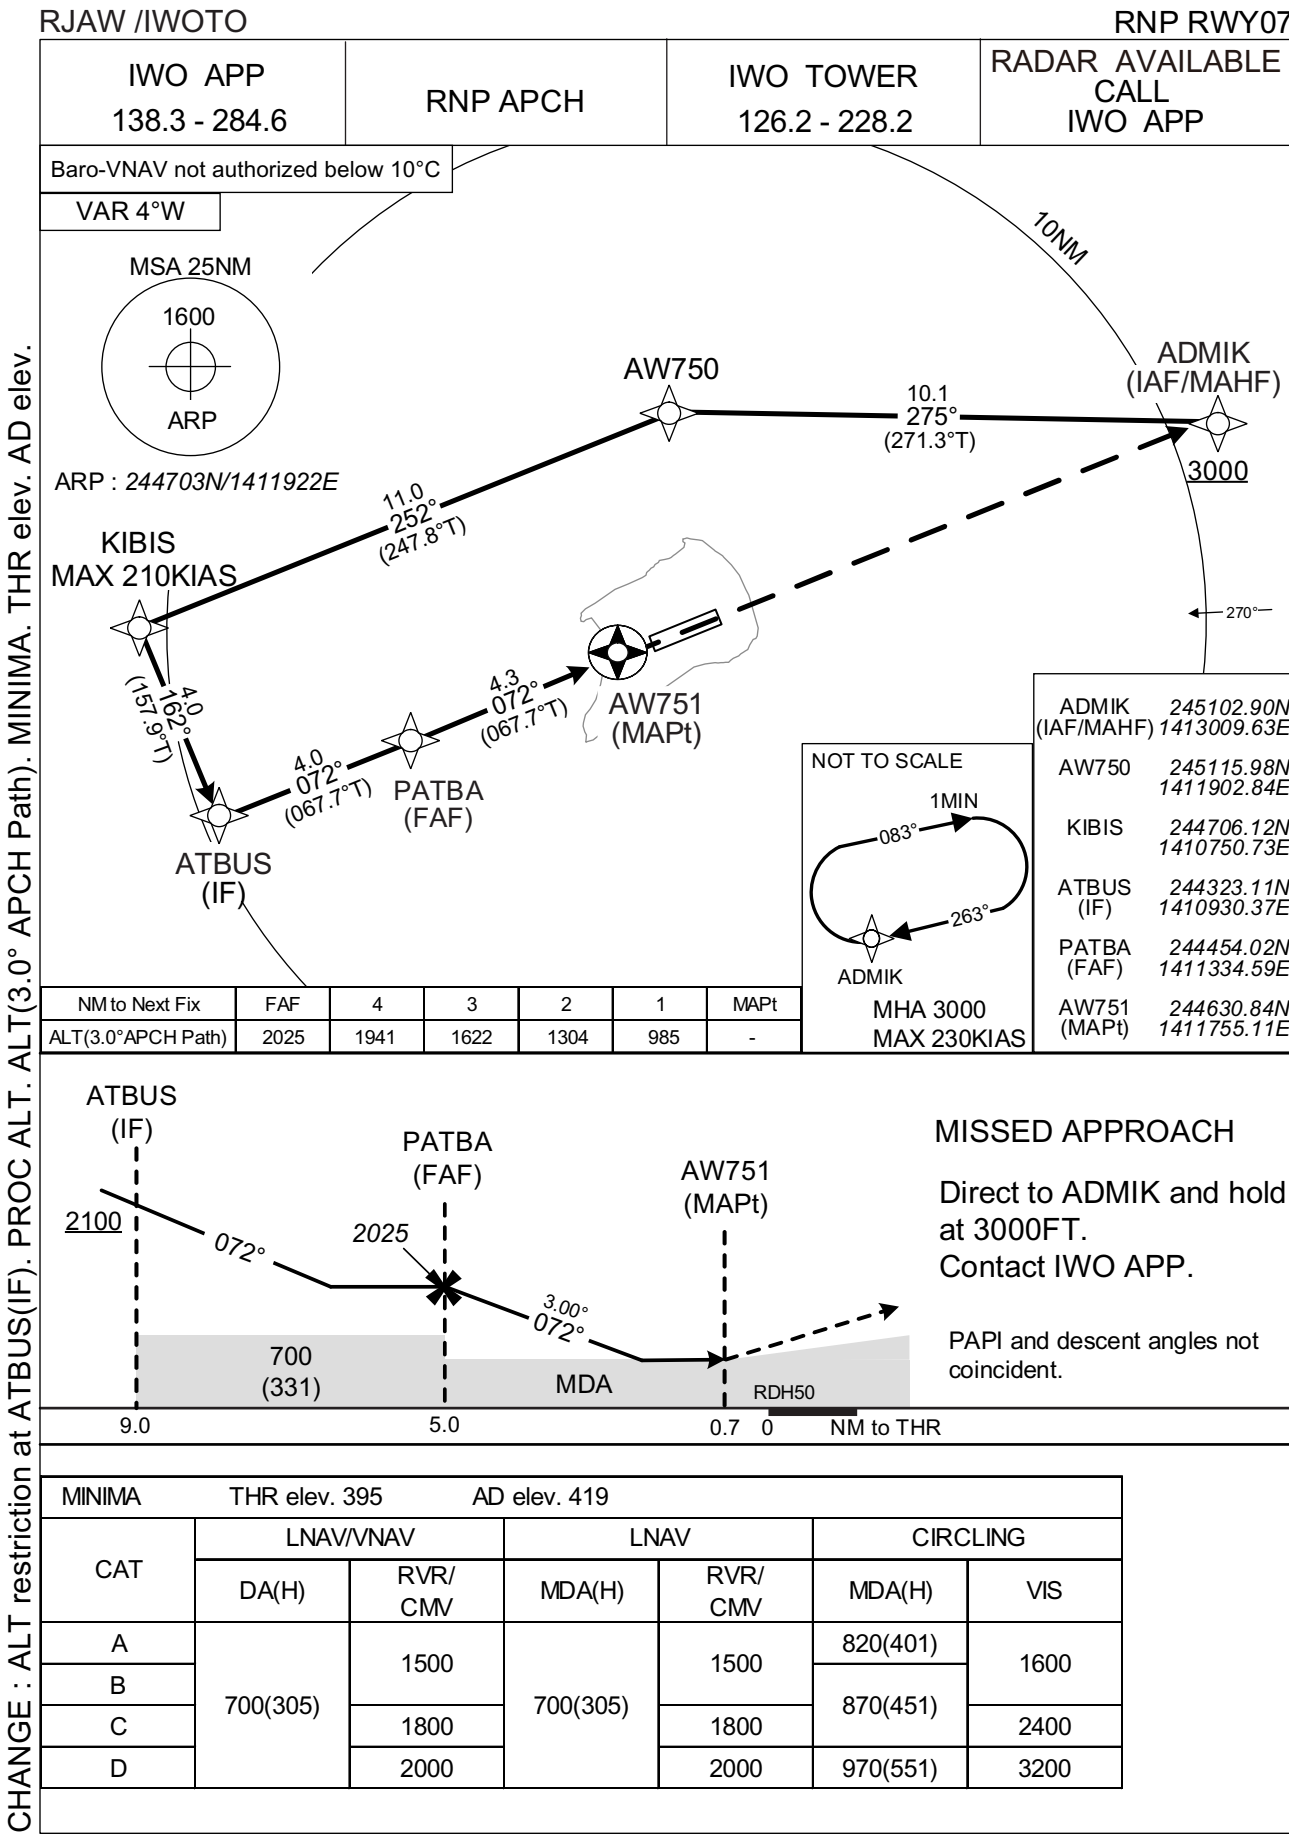 RJAW /IWOTO
RNP RWY07
IWO APP
138.3 - 284.6
RNP APCH
IWO TOWER
126.2 - 228.2
RADAR AVAILABLE
CALL
IWO APP
Baro-VNAV not authorized below 10°C
VAR 4°W
MSA 25NM
1600
ARP
ARP : 244703N/1411922E
10NM
AW750
ADMIK
(IAF/MAHF)
3000
10.1
275°
(271.3°T)
11.0
252°
(247.8°T)
KIBIS
MAX 210KIAS
4.0
162°
(157.9°T)
270°
4.3
072°
(067.7°T)
AW751
(MAPt)
4.0
072°
(067.7°T)
PATBA
(FAF)
ATBUS
(IF)
NOT TO SCALE
1MIN
083°
263°
ADMIK
MHA 3000
MAX 230KIAS
ADMIK 245102.90N
(IAF/MAHF) 1413009.63E
AW750 245115.98N
1411902.84E
KIBIS 244706.12N
1410750.73E
ATBUS 244323.11N
(IF) 1410930.37E
PATBA 244454.02N
(FAF) 1411334.59E
AW751 244630.84N
(MAPt) 1411755.11E
NM to Next Fix FAF 4 3 2 1 MAPt
ALT(3.0°APCH Path) 2025 1941 1622 1304 985 -
ATBUS
(IF)
2100
072°
PATBA
(FAF)
2025
3.00°
072°
AW751
(MAPt)
700
(331)
MDA
RDH50
9.0 5.0 0.7 0 NM to THR
MISSED APPROACH
Direct to ADMIK and hold
at 3000FT.
Contact IWO APP.
PAPI and descent angles not
coincident.
MINIMA THR elev. 395 AD elev. 419
CAT LNAV/VNAV LNAV CIRCLING
DA(H) RVR/
CMV MDA(H) RVR/
CMV MDA(H) VIS
A 700(305) 1500 700(305) 1500 820(401) 1600
B 870(451)
C 1800 1800 2400
D 2000 2000 970(551) 3200
CHANGE : ALT restriction at ATBUS(IF). PROC ALT. ALT(3.0° APCH Path). MINIMA. THR elev. AD elev.